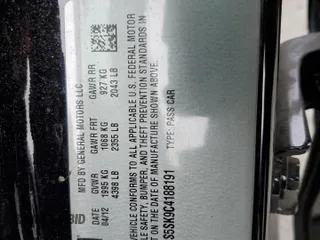 MFD BY GENERAL MOTORS LLC
04/12 GVWR GAWR FRT GAWR RR
1995 KG 1068 KG 927 KG
4398 LB 2355 LB 2043 LB
VEHICLE CONFORMS TO ALL APPLICABLE U.S. FEDERAL MOTOR
SAFETY, BUMPER, AND THEFT PREVENTION STANDARDS IN
EFFECT ON THE DATE OF MANUFACTURE SHOWN ABOVE.
TYPE: PASS CAR